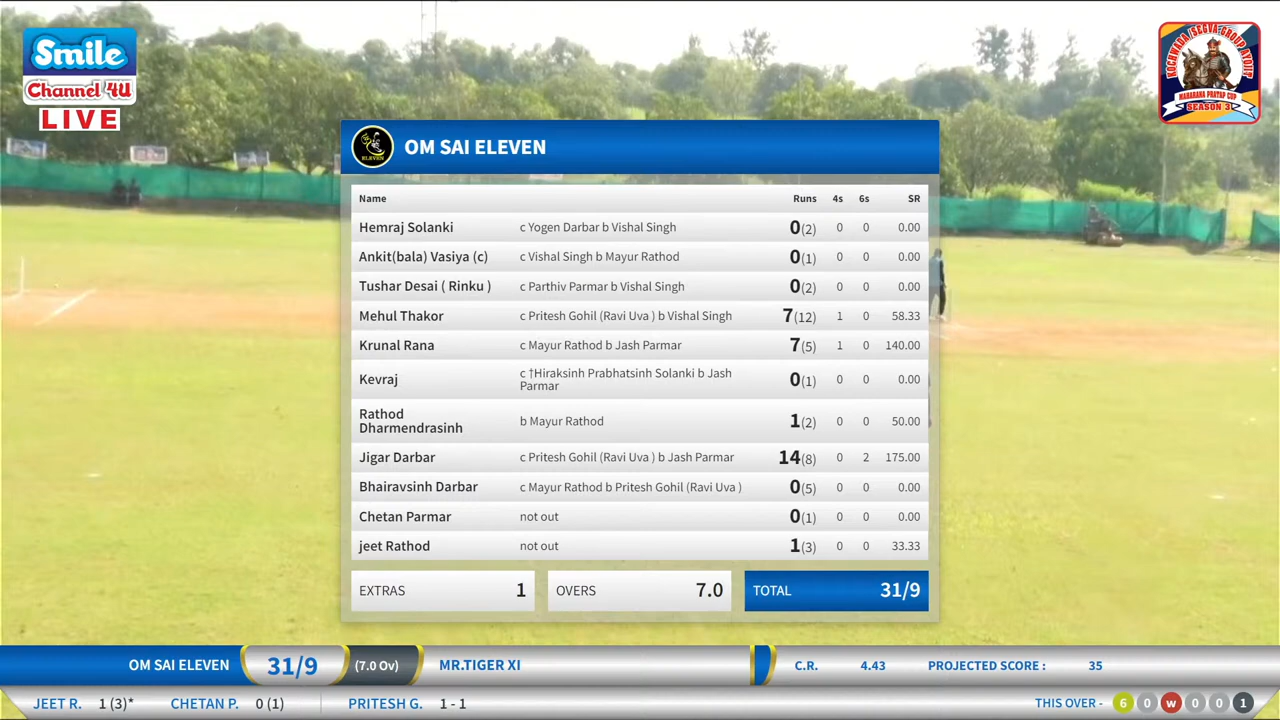 Smile
Channel 4U
LIVE
KOCHWADA/SEGVA GROUP AYOJIT
MAHARANA PRATAP CUP
SEASON 3
ELEVEN
OM SAI ELEVEN
Name Runs 4s 6s SR
Hemraj Solanki c Yogen Darbar b Vishal Singh 0(2) 0 0 0.00
Ankit(bala) Vasiya (c) c Vishal Singh b Mayur Rathod 0(1) 0 0 0.00
Tushar Desai ( Rinku ) c Parthiv Parmar b Vishal Singh 0(2) 0 0 0.00
Mehul Thakor c Pritesh Gohil (Ravi Uva ) b Vishal Singh 7(12) 1 0 58.33
Krunal Rana c Mayur Rathod b Jash Parmar 7(5) 1 0 140.00
Kevraj c †Hiraksinh Prabhatsinh Solanki b Jash
Parmar 0(1) 0 0 0.00
Rathod
Dharmendrasinh b Mayur Rathod 1(2) 0 0 50.00
Jigar Darbar c Pritesh Gohil (Ravi Uva ) b Jash Parmar 14(8) 0 2 175.00
Bhairavsinh Darbar c Mayur Rathod b Pritesh Gohil (Ravi Uva ) 0(5) 0 0 0.00
Chetan Parmar not out 0(1) 0 0 0.00
jeet Rathod not out 1(3) 0 0 33.33
EXTRAS 1 OVERS 7.0 TOTAL 31/9
OM SAI ELEVEN 31/9 (7.0 Ov) MR.TIGER XI C.R. 4.43 PROJECTED SCORE : 35
JEET R. 1 (3)* CHETAN P. 0 (1) PRITESH G. 1 - 1 THIS OVER - 6 0 W 0 0 1